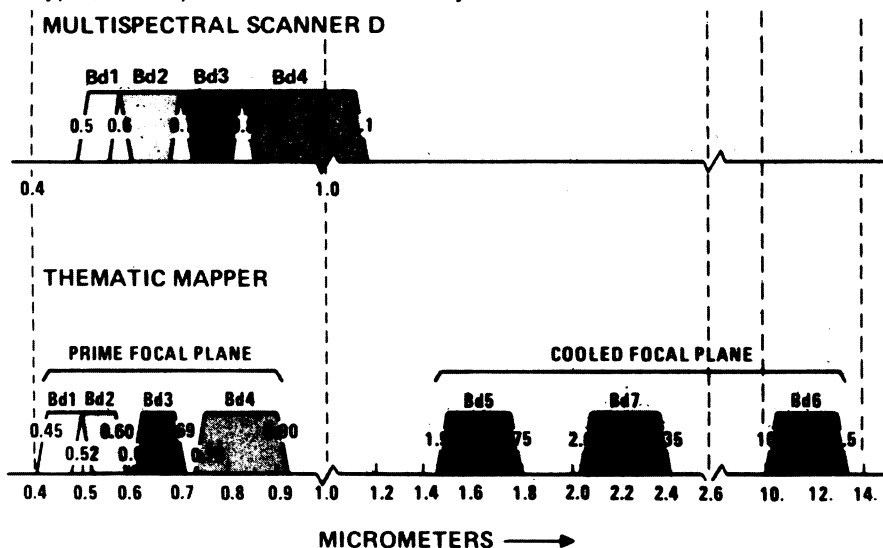 MULTISPECTRAL SCANNER D
Bd1 Bd2 Bd3 Bd4
0.5 0.6
0.4 1.0
THEMATIC MAPPER
PRIME FOCAL PLANE COOLED FOCAL PLANE
Bd1 Bd2 Bd3 Bd4 Bd5 Bd7 Bd6
0.45 0.60
0.52
0.4 0.5 0.6 0.7 0.8 0.9 1.0 1.2 1.4 1.6 1.8 2.0 2.2 2.4 2.6 10. 12. 14.
MICROMETERS